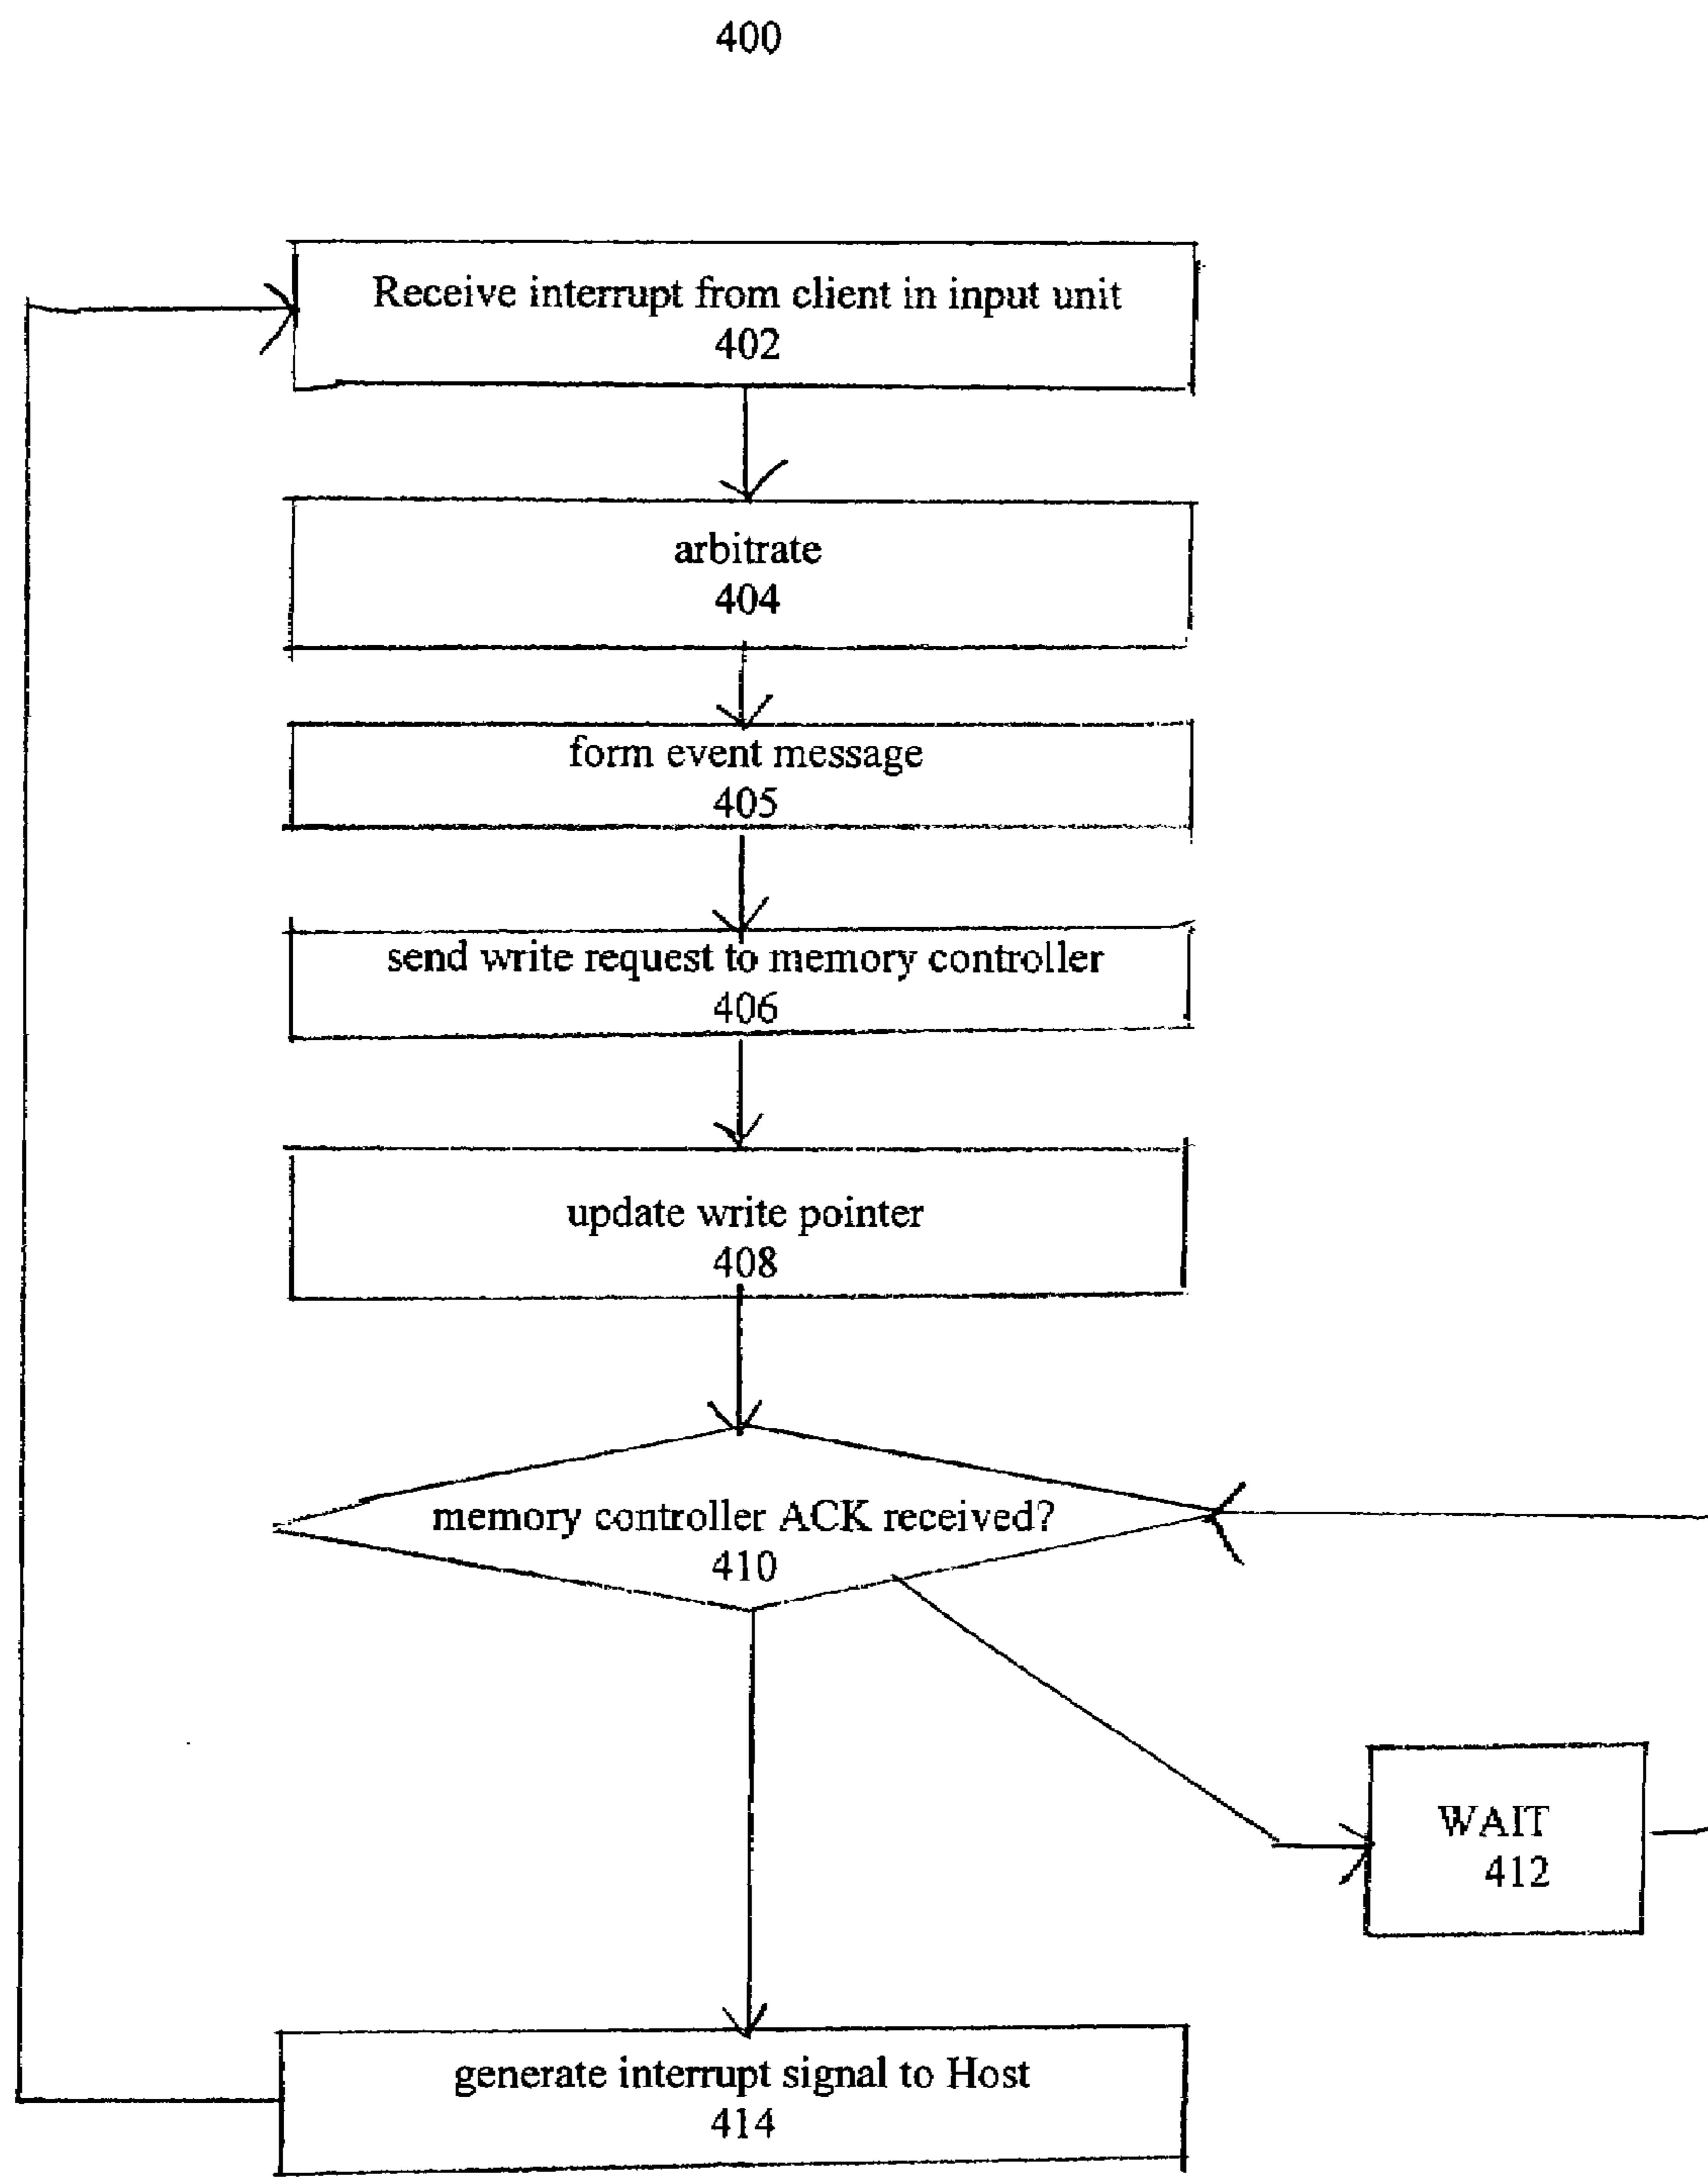 400
Receive interrupt from client in input unit
402
arbitrate
404
form event message
405
send write request to memory controller
406
update write pointer
408
memory controller ACK received?
410
WAIT
412
generate interrupt signal to Host
414